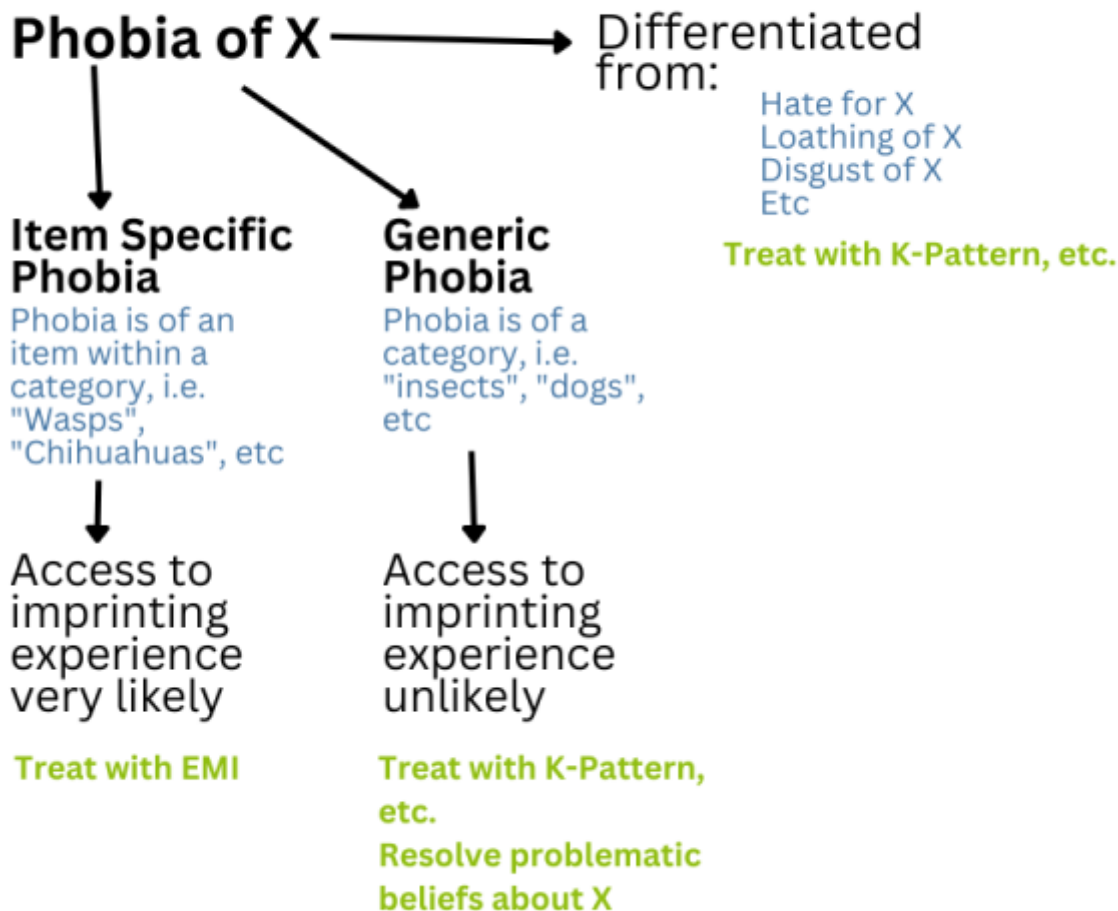 Phobia of X
Differentiated
from:
Hate for X
Loathing of X
Disgust of X
Etc
Treat with K-Pattern, etc.
Item Specific
Phobia
Phobia is of an
item within a
category, i.e.
"Wasps",
"Chihuahuas", etc
Access to
imprinting
experience
very likely
Treat with EMI
Generic
Phobia
Phobia is of a
category, i.e.
"insects", "dogs",
etc
Access to
imprinting
experience
unlikely
Treat with K-Pattern,
etc.
Resolve problematic
beliefs about X